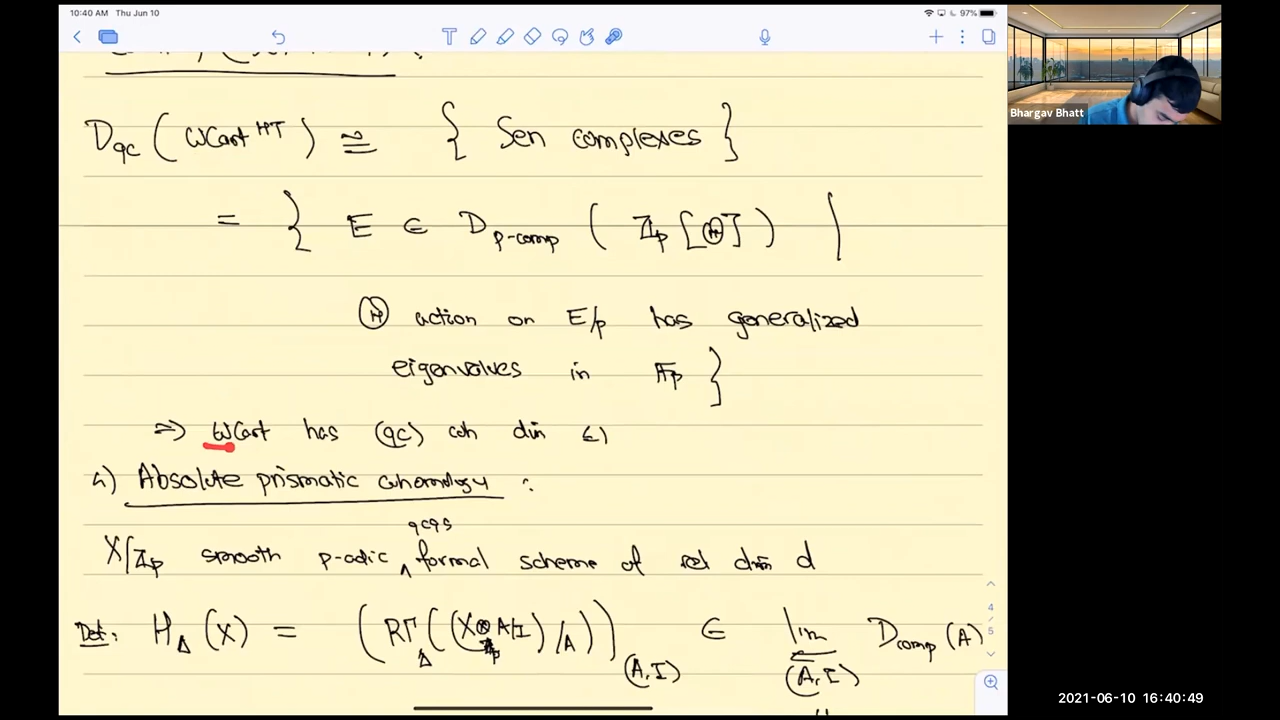 10:40 AM Thu Jun 10
97%
Bhargav Bhatt
D_qc ( WCart^HT ) ≅ { Sen complexes }
= { E ∈ D_p-comp ( ℤ_p [Θ] ) |
Θ action on E/p has generalized
eigenvalues in 𝔽_p }
⇒ WCart has (qc) coh dim ≤1
4) Absolute prismatic cohomology :
qcqs
X/ℤ_p smooth p-adic ∧ formal scheme of rel dim d
Def: H_Δ (X) = ( RΓ_Δ ( (X ⊗_ℤp A/I) /A ) )_(A,I) ∈ lim_(A,I) D_comp (A)
4
5
2021-06-10 16:40:49